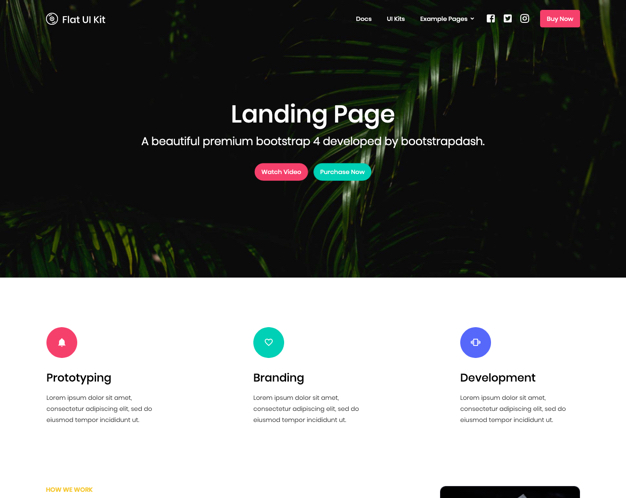 Flat UI Kit
Docs
UI Kits
Example Pages
Buy Now
Landing Page
A beautiful premium bootstrap 4 developed by bootstrapdash.
Watch Video
Purchose Now
Prototyping
Lorem ipsum dolor sit amet,
consectetur adipiscing elit, sed do
eiusmod tempor incididunt ut.
Branding
Lorem ipsum dolor sit amet,
consectetur adipiscing elit, sed do
eiusmod tempor incididunt ut.
Development
Lorem ipsum dolor sit amet,
consectetur adipiscing elit, sed do
eiusmod tempor incididunt ut.
HOW WE WORK